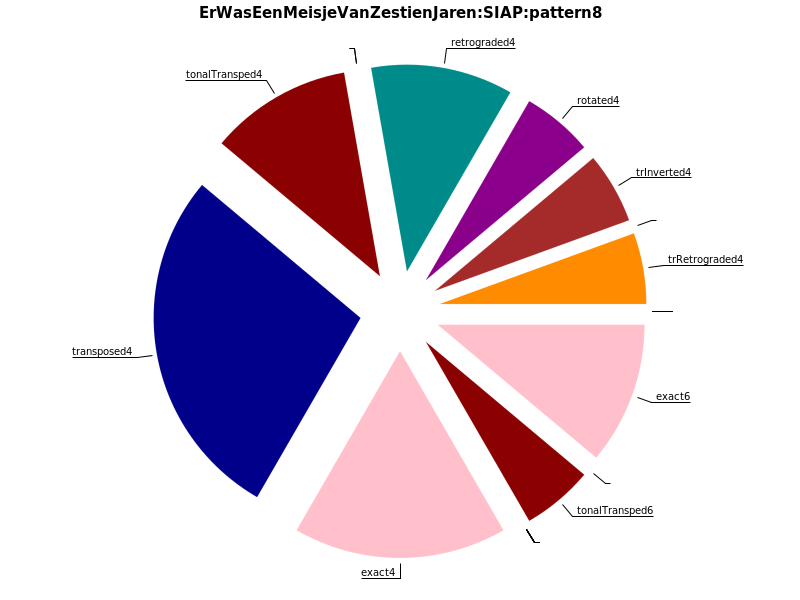 ErWasEenMeisjeVanZestienJaren:SIAP:pattern8
retrograded4
tonalTransped4
rotated4
trInverted4
trRetrograded4
transposed4
exact6
tonalTransped6
exact4